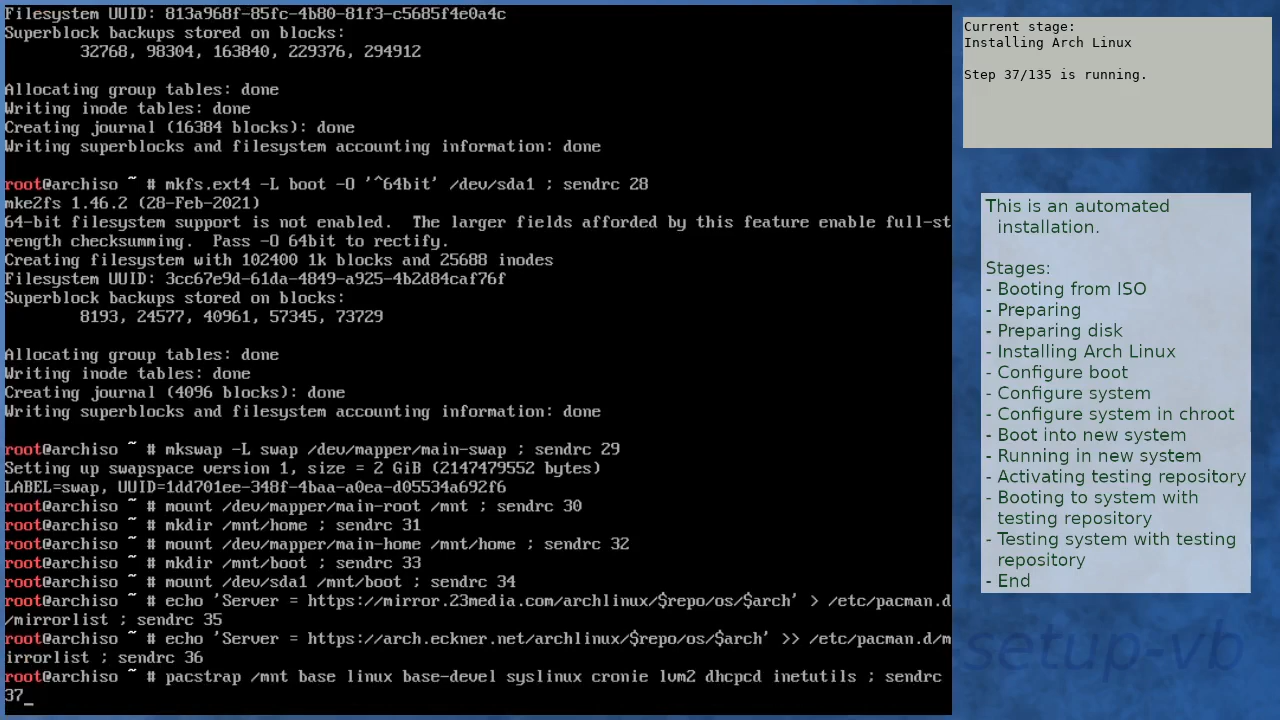 Filesystem UUID: 813a968f-85fc-4b80-81f3-c5685f4e0a4c
Superblock backups stored on blocks:
        32768, 98304, 163840, 229376, 294912

Allocating group tables: done
Writing inode tables: done
Creating journal (16384 blocks): done
Writing superblocks and filesystem accounting information: done

root@archiso ~ # mkfs.ext4 -L boot -O '^64bit' /dev/sda1 ; sendrc 28
mke2fs 1.46.2 (28-Feb-2021)
64-bit filesystem support is not enabled.  The larger fields afforded by this feature enable full-st
rength checksumming.  Pass -O 64bit to rectify.
Creating filesystem with 102400 1k blocks and 25688 inodes
Filesystem UUID: 3cc67e9d-61da-4849-a925-4b2d84caf76f
Superblock backups stored on blocks:
        8193, 24577, 40961, 57345, 73729

Allocating group tables: done
Writing inode tables: done
Creating journal (4096 blocks): done
Writing superblocks and filesystem accounting information: done

root@archiso ~ # mkswap -L swap /dev/mapper/main-swap ; sendrc 29
Setting up swapspace version 1, size = 2 GiB (2147479552 bytes)
LABEL=swap, UUID=1dd701ee-348f-4baa-a0ea-d05534a692f6
root@archiso ~ # mount /dev/mapper/main-root /mnt ; sendrc 30
root@archiso ~ # mkdir /mnt/home ; sendrc 31
root@archiso ~ # mount /dev/mapper/main-home /mnt/home ; sendrc 32
root@archiso ~ # mkdir /mnt/boot ; sendrc 33
root@archiso ~ # mount /dev/sda1 /mnt/boot ; sendrc 34
root@archiso ~ # echo 'Server = https://mirror.23media.com/archlinux/$repo/os/$arch' > /etc/pacman.d
/mirrorlist ; sendrc 35
root@archiso ~ # echo 'Server = https://arch.eckner.net/archlinux/$repo/os/$arch' >> /etc/pacman.d/m
irrorlist ; sendrc 36
root@archiso ~ # pacstrap /mnt base linux base-devel syslinux cronie lvm2 dhcpcd inetutils ; sendrc
37_
Current stage:
Installing Arch Linux

Step 37/135 is running.

This is an automated
installation.

Stages:
- Booting from ISO
- Preparing
- Preparing disk
- Installing Arch Linux
- Configure boot
- Configure system
- Configure system in chroot
- Boot into new system
- Running in new system
- Activating testing repository
- Booting to system with
testing repository
- Testing system with testing
repository
- End
setup-vb